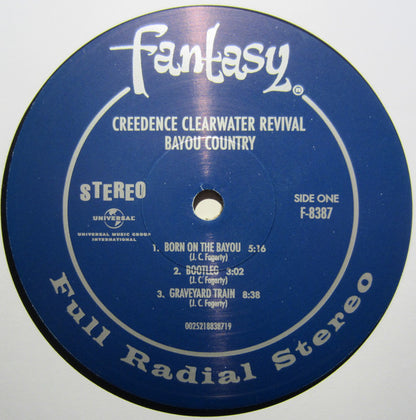 fantasy®
CREEDENCE CLEARWATER REVIVAL
BAYOU COUNTRY
STEREO
UNIVERSAL
UNIVERSAL MUSIC GROUP
INTERNATIONAL
SIDE ONE
F-8387
1. BORN ON THE BAYOU 5:16
(J. C. Fogerty)
2. BOOTLEG 3:02
(J. C. Fogerty)
3. GRAVEYARD TRAIN 8:38
(J. C. Fogerty)
0025218838719
Full Radial Stereo